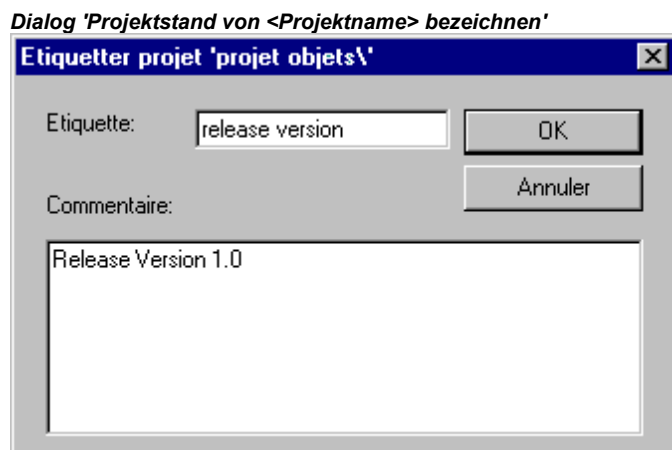 Dialog 'Projektstand von <Projektname> bezeichnen'
Etiquetter projet 'projet objets\'
Etiquette:
release version
OK
Annuler
Commentaire:
Release Version 1.0